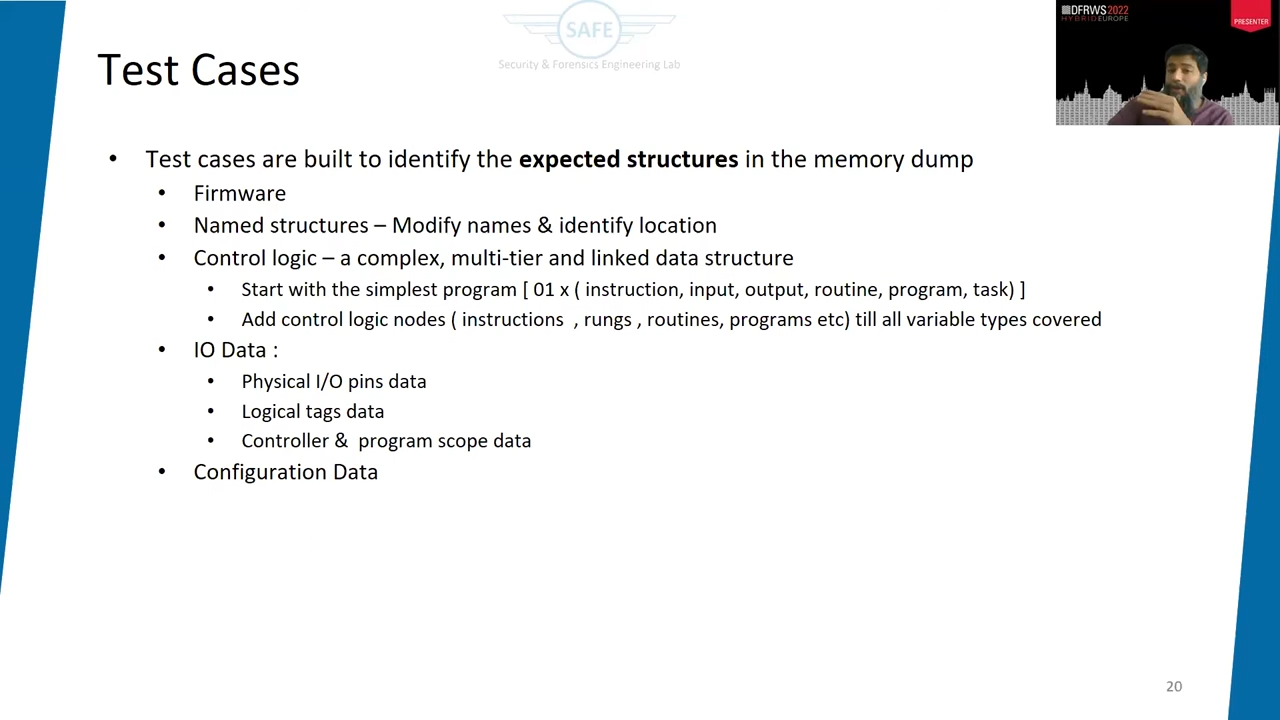 SAFE
Security & Forensics Engineering Lab
DFRWS2022
HYBRID EUROPE
PRESENTER
Test Cases
• Test cases are built to identify the expected structures in the memory dump
• Firmware
• Named structures – Modify names & identify location
• Control logic – a complex, multi-tier and linked data structure
• Start with the simplest program [ 01 x ( instruction, input, output, routine, program, task) ]
• Add control logic nodes ( instructions , rungs , routines, programs etc) till all variable types covered
• IO Data :
• Physical I/O pins data
• Logical tags data
• Controller & program scope data
• Configuration Data
20